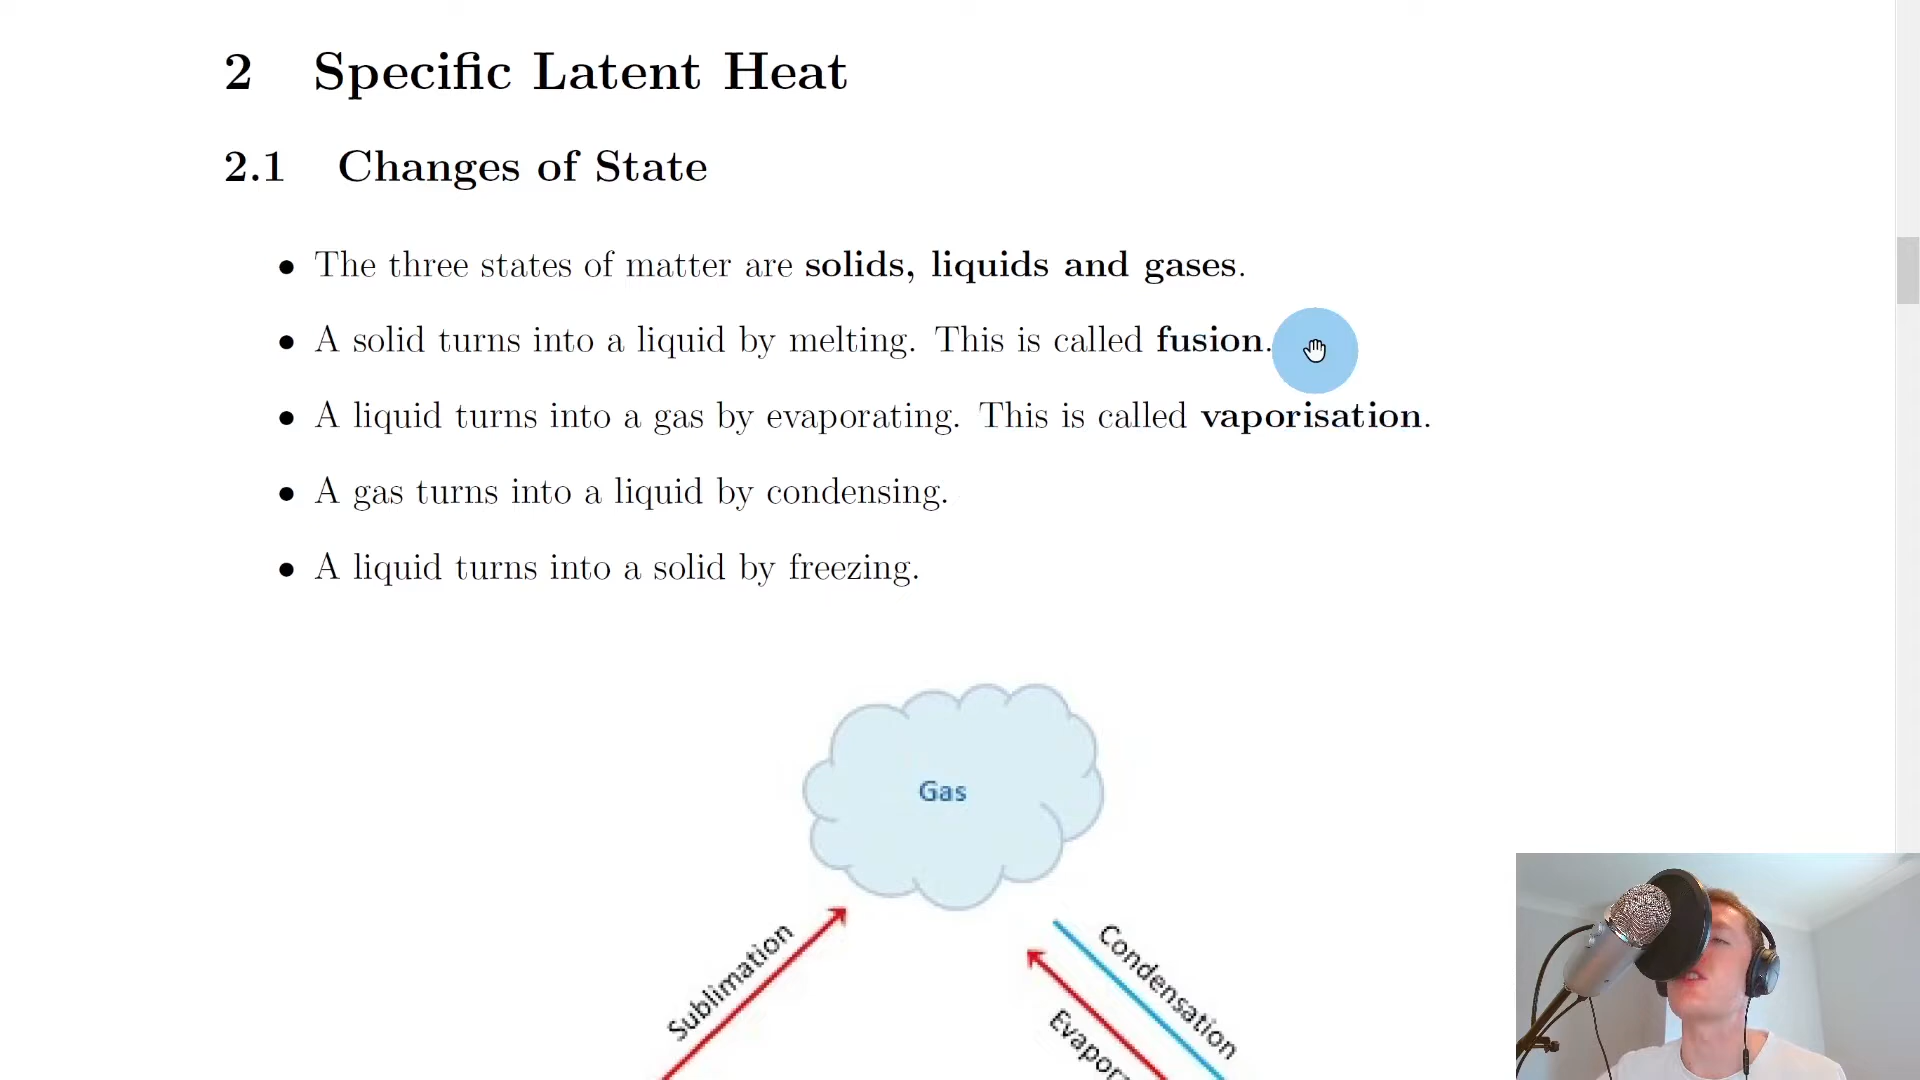 2 Specific Latent Heat
2.1 Changes of State
• The three states of matter are solids, liquids and gases.
• A solid turns into a liquid by melting. This is called fusion.
• A liquid turns into a gas by evaporating. This is called vaporisation.
• A gas turns into a liquid by condensing.
• A liquid turns into a solid by freezing.
Gas
Sublimation
Condensation